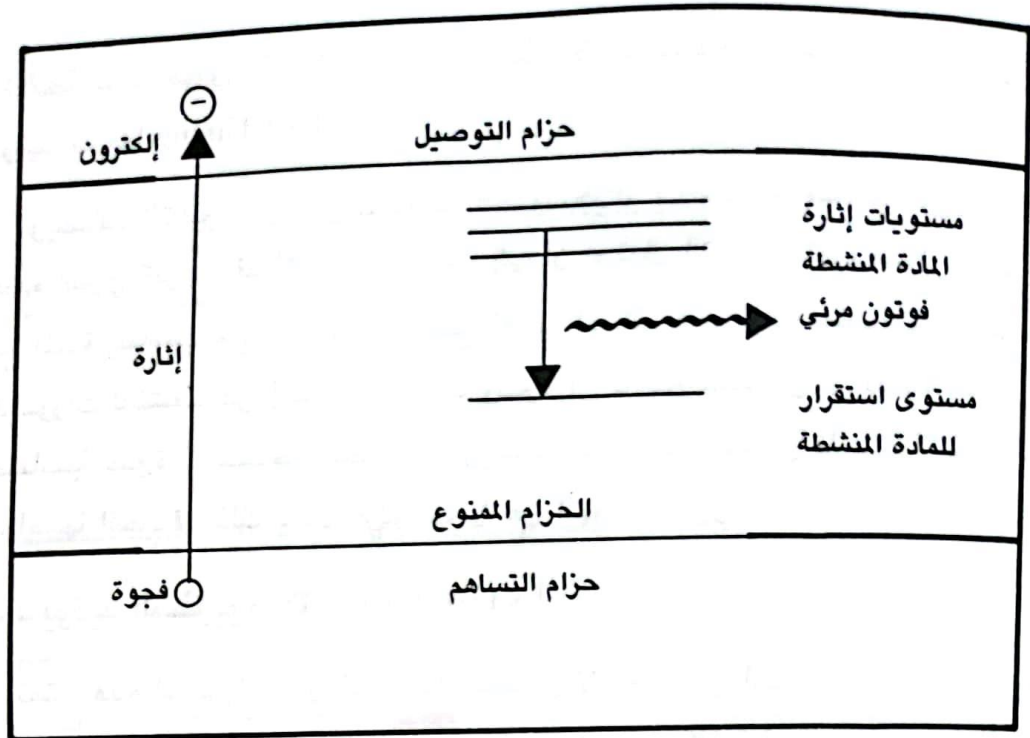 حزام التوصيل
إلكترون
مستويات إثارة
المادة المنشطة
فوتون مرئي
إثارة
مستوى استقرار
للمادة المنشطة
الحزام الممنوع
حزام التساهم
فجوة